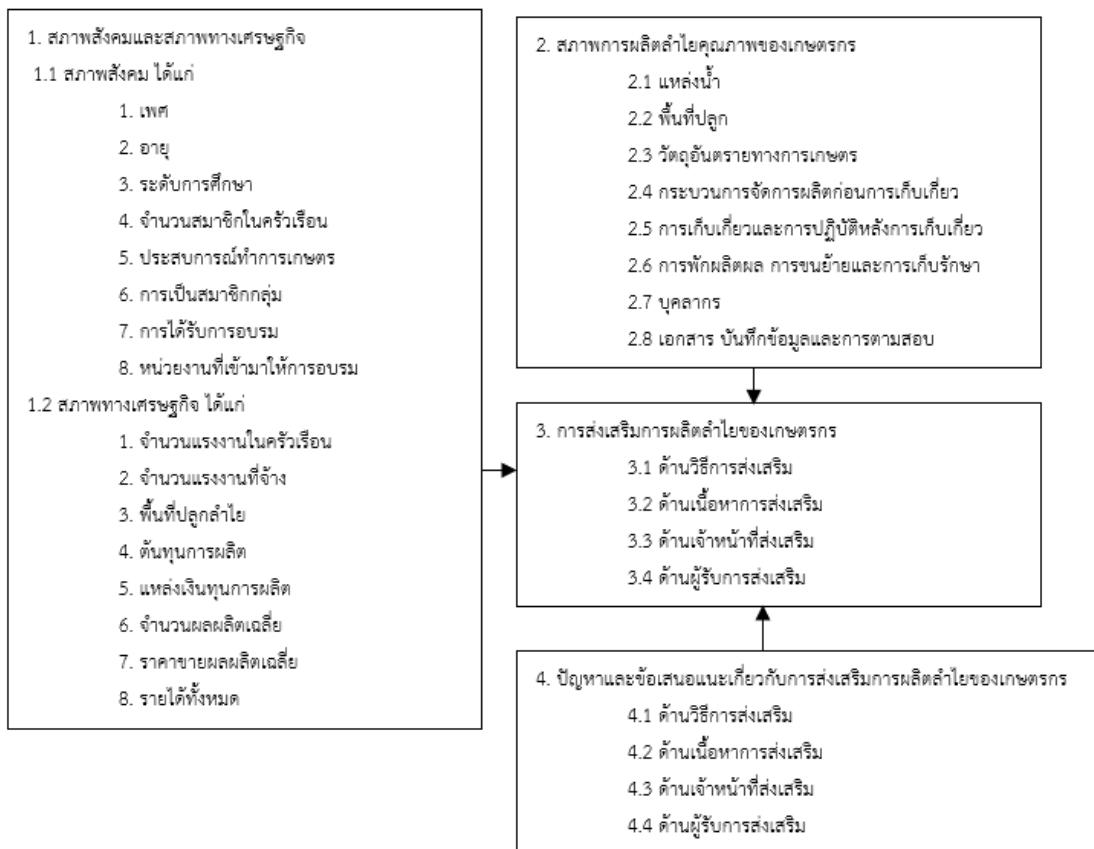 1. สภาพสังคมและสภาพทางเศรษฐกิจ
1.1 สภาพสังคม ได้แก่
1. เพศ
2. อายุ
3. ระดับการศึกษา
4. จำนวนสมาชิกในครัวเรือน
5. ประสบการณ์ทำการเกษตร
6. การเป็นสมาชิกกลุ่ม
7. การได้รับการอบรม
8. หน่วยงานที่เข้ามาให้การอบรม
1.2 สภาพทางเศรษฐกิจ ได้แก่
1. จำนวนแรงงานในครัวเรือน
2. จำนวนแรงงานที่จ้าง
3. พื้นที่ปลูกลำไย
4. ต้นทุนการผลิต
5. แหล่งเงินทุนการผลิต
6. จำนวนผลผลิตเฉลี่ย
7. ราคาขายผลผลิตเฉลี่ย
8. รายได้ทั้งหมด
2. สภาพการผลิตลำไยคุณภาพของเกษตรกร
2.1 แหล่งน้ำ
2.2 พื้นที่ปลูก
2.3 วัตถุอันตรายทางการเกษตร
2.4 กระบวนการจัดการผลิตก่อนการเก็บเกี่ยว
2.5 การเก็บเกี่ยวและการปฏิบัติหลังการเก็บเกี่ยว
2.6 การพักผลิตผล การขนย้ายและการเก็บรักษา
2.7 บุคลากร
2.8 เอกสาร บันทึกข้อมูลและการตามสอบ
3. การส่งเสริมการผลิตลำไยของเกษตรกร
3.1 ด้านวิธีการส่งเสริม
3.2 ด้านเนื้อหาการส่งเสริม
3.3 ด้านเจ้าหน้าที่ส่งเสริม
3.4 ด้านผู้รับการส่งเสริม
4. ปัญหาและข้อเสนอแนะเกี่ยวกับการส่งเสริมการผลิตลำไยของเกษตรกร
4.1 ด้านวิธีการส่งเสริม
4.2 ด้านเนื้อหาการส่งเสริม
4.3 ด้านเจ้าหน้าที่ส่งเสริม
4.4 ด้านผู้รับการส่งเสริม